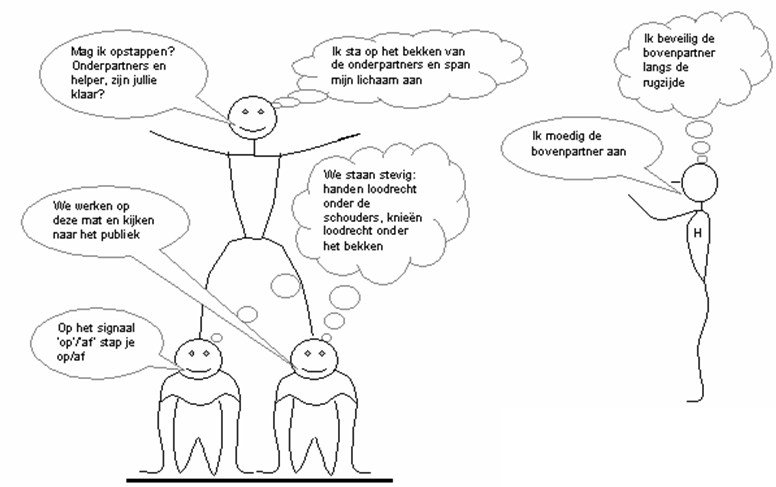 Mag ik opstappen?
Onderpartners en
helper, zijn jullie
klaar?
Ik sta op het bekken van
de onderpartners en span
mijn lichaam aan
Ik beveilig de
bovenpartner
langs de
rugzijde
Ik moedig de
bovenpartner aan
We staan stevig:
handen loodrecht
onder de
schouders, knieën
loodrecht onder
het bekken
We werken op
deze mat en kijken
naar het publiek
H
Op het signaal
'op'/'af' stap je
op/af